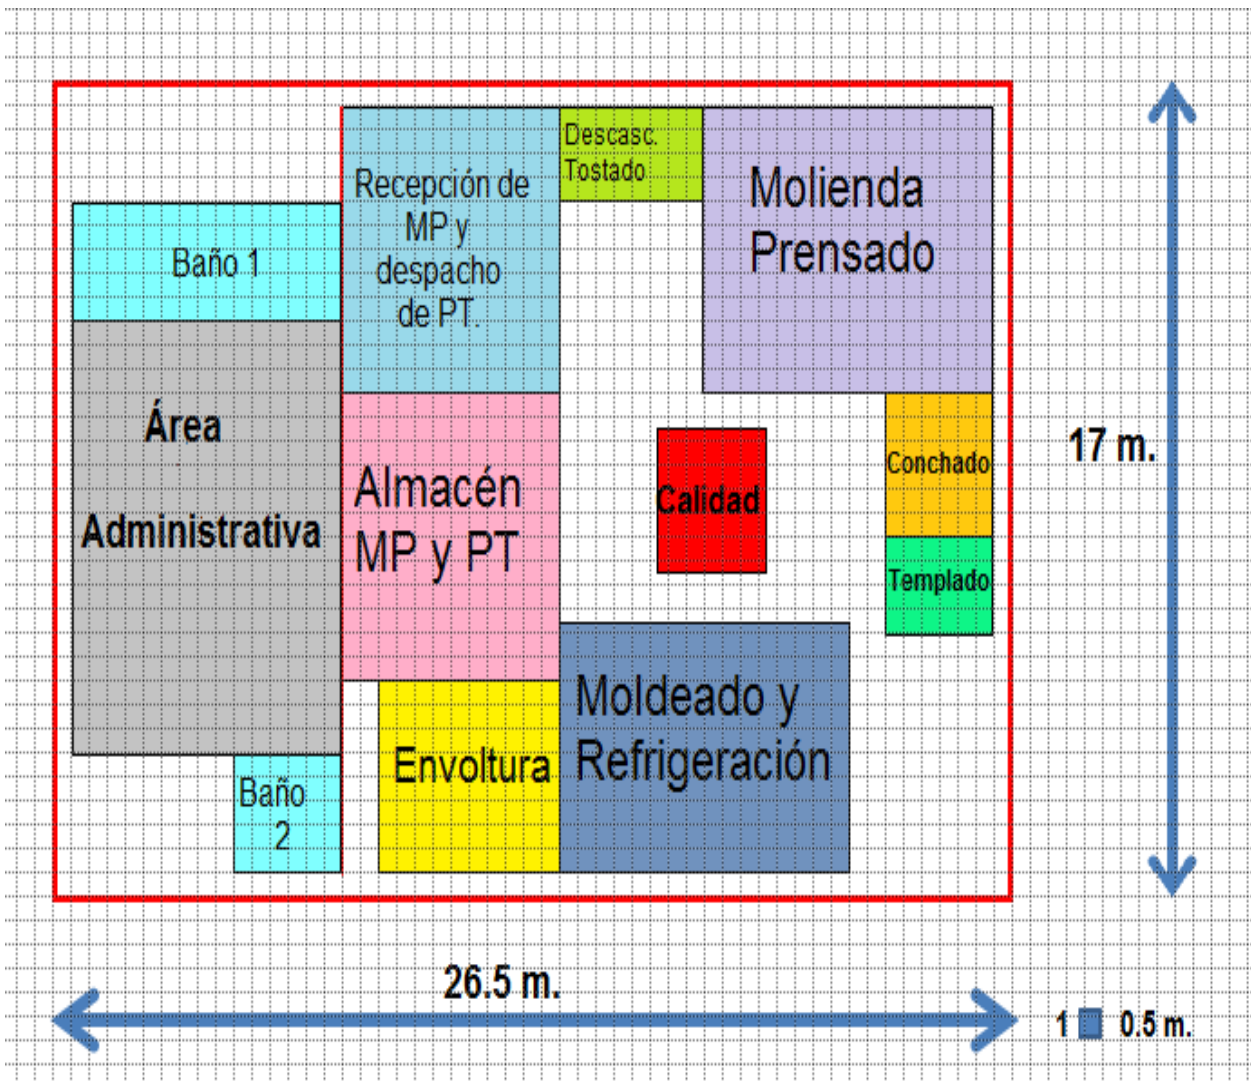 Descasc.
Tostado
Recepción de
MP y
despacho
de PT.
Molienda
Prensado
Baño 1
Área
Administrativa
Almacén
MP y PT
Calidad
Conchado
Templado
17 m.
Moldeado y
Refrigeración
Envoltura
Baño
2
26.5 m.
1 0.5 m.